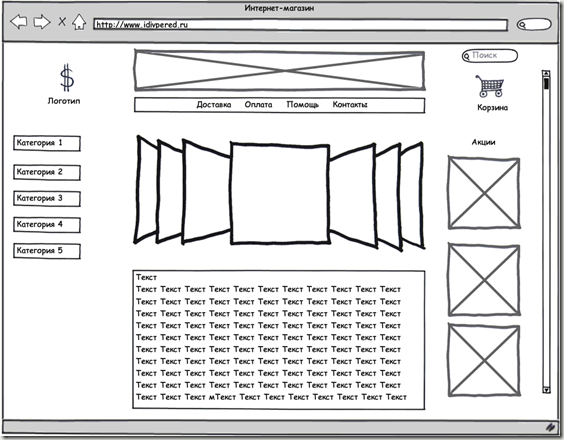 Интернет-магазин
http://www.idivpered.ru
Поиск
Логотип
Корзина
Доставка Оплата Помощь Контакты
Категория 1
Категория 2
Категория 3
Категория 4
Категория 5
Акции
Текст
Текст Текст Текст Текст Текст Текст Текст Текст Текст Текст Текст
Текст Текст Текст Текст Текст Текст Текст Текст Текст Текст Текст
Текст Текст Текст Текст Текст Текст Текст Текст Текст Текст Текст
Текст Текст Текст Текст Текст Текст Текст Текст Текст Текст Текст
Текст Текст Текст Текст Текст Текст Текст Текст Текст Текст Текст
Текст Текст Текст Текст Текст Текст Текст Текст Текст Текст Текст
Текст Текст Текст Текст Текст Текст Текст Текст Текст Текст Текст
Текст Текст Текст Текст Текст Текст Текст Текст Текст Текст Текст
Текст Текст Текст Текст Текст Текст Текст Текст Текст Текст Текст
Текст Текст Текст мТекст Текст Текст Текст Текст Текст Текст Текст